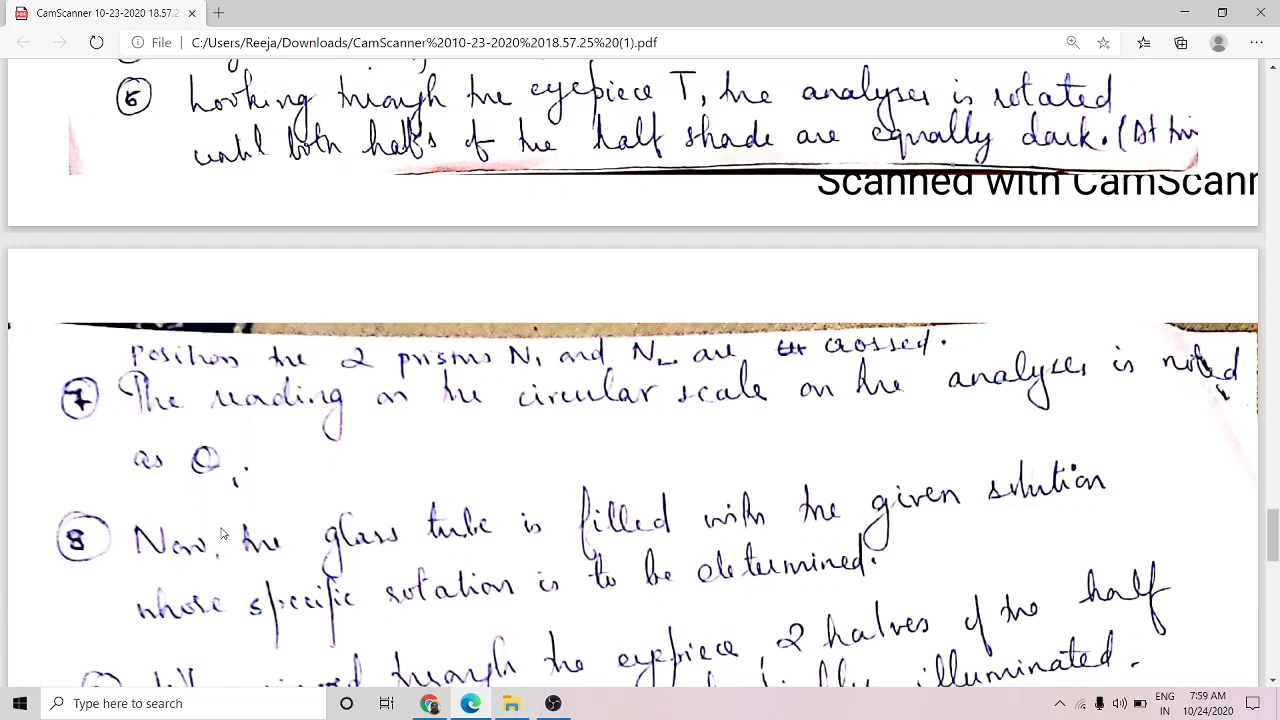 CamScanner 10-23-2020 18.57.2
File C:/Users/Reeja/Downloads/CamScanner%2010-23-2020%2018.57.25%20(1).pdf
6 Looking through the eyepiece T, the analyser is rotated
until both halfs of the half shade are equally dark. (At this
Scanned with CamScann
position the 2 prisms N1 and N2 are crossed.
7 The reading on the circular scale on the analyser is noted
as θ1.
8 Now, the glass tube is filled with the given solution
whose specific rotation is to be determined.
through the eyepiece, 2 halves of the half
illuminated.
Type here to search
ENG
7:59 AM
IN
10/24/2020